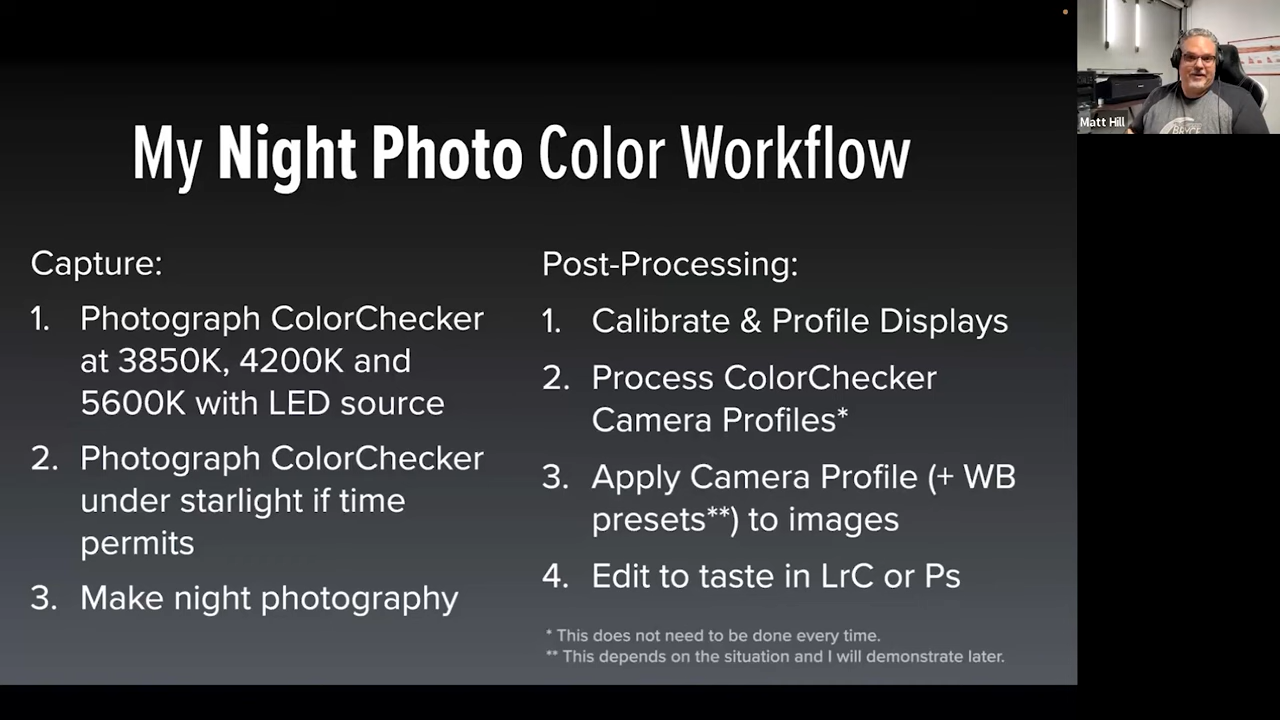 My Night Photo Color Workflow
Capture:
1. Photograph ColorChecker
at 3850K, 4200K and
5600K with LED source
2. Photograph ColorChecker
under starlight if time
permits
3. Make night photography
Post-Processing:
1. Calibrate & Profile Displays
2. Process ColorChecker
Camera Profiles*
3. Apply Camera Profile (+ WB
presets**) to images
4. Edit to taste in LrC or Ps
* This does not need to be done every time.
** This depends on the situation and I will demonstrate later.
Matt Hill
BRYCE